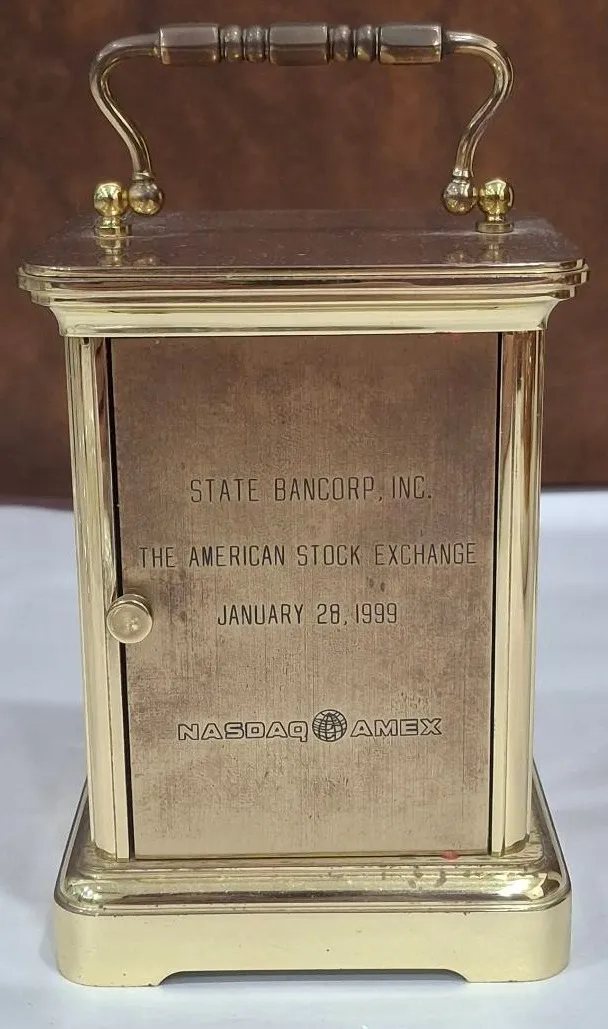 STATE BANCORP, INC.
THE AMERICAN STOCK EXCHANGE
JANUARY 28, 1999
NASDAQ AMEX